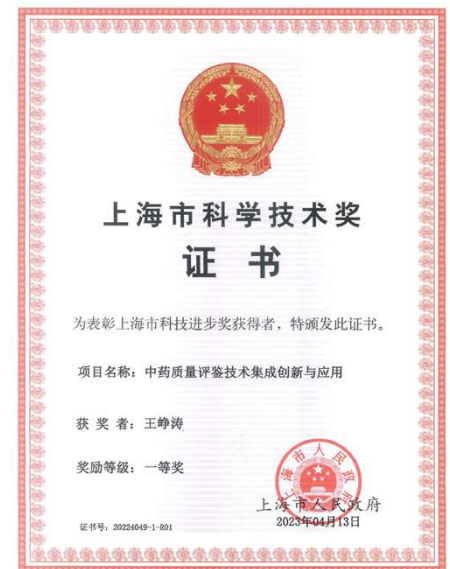 上海市科学技术奖
证 书
为表彰上海市科技进步奖获得者，特颁发此证书。
项目名称：中药质量评鉴技术集成创新与应用
获 奖 者：王峥涛
奖励等级：一等奖
上海市人民政府
上海市人民政府
2023年04月13日
证书号：20224049-1-R01